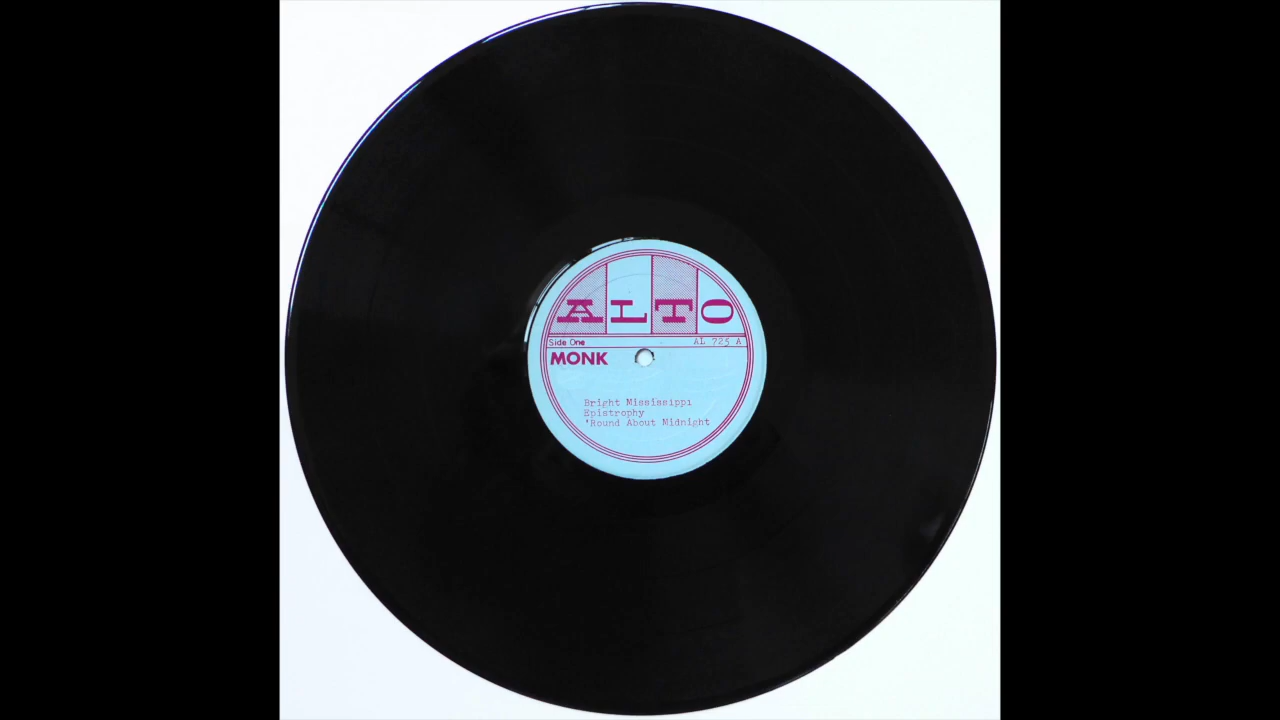 ALTO
Side One AL 725 A
MONK
Bright Mississippi
Epistrophy
'Round About Midnight